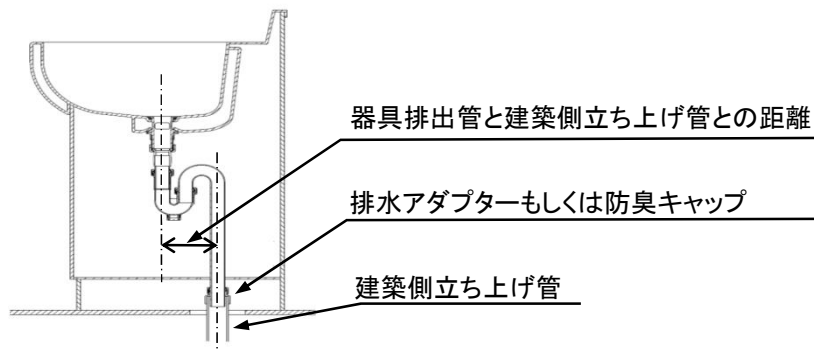 器具排出管と建築側立ち上げ管との距離
排水アダプターもしくは防臭キャップ
建築側立ち上げ管